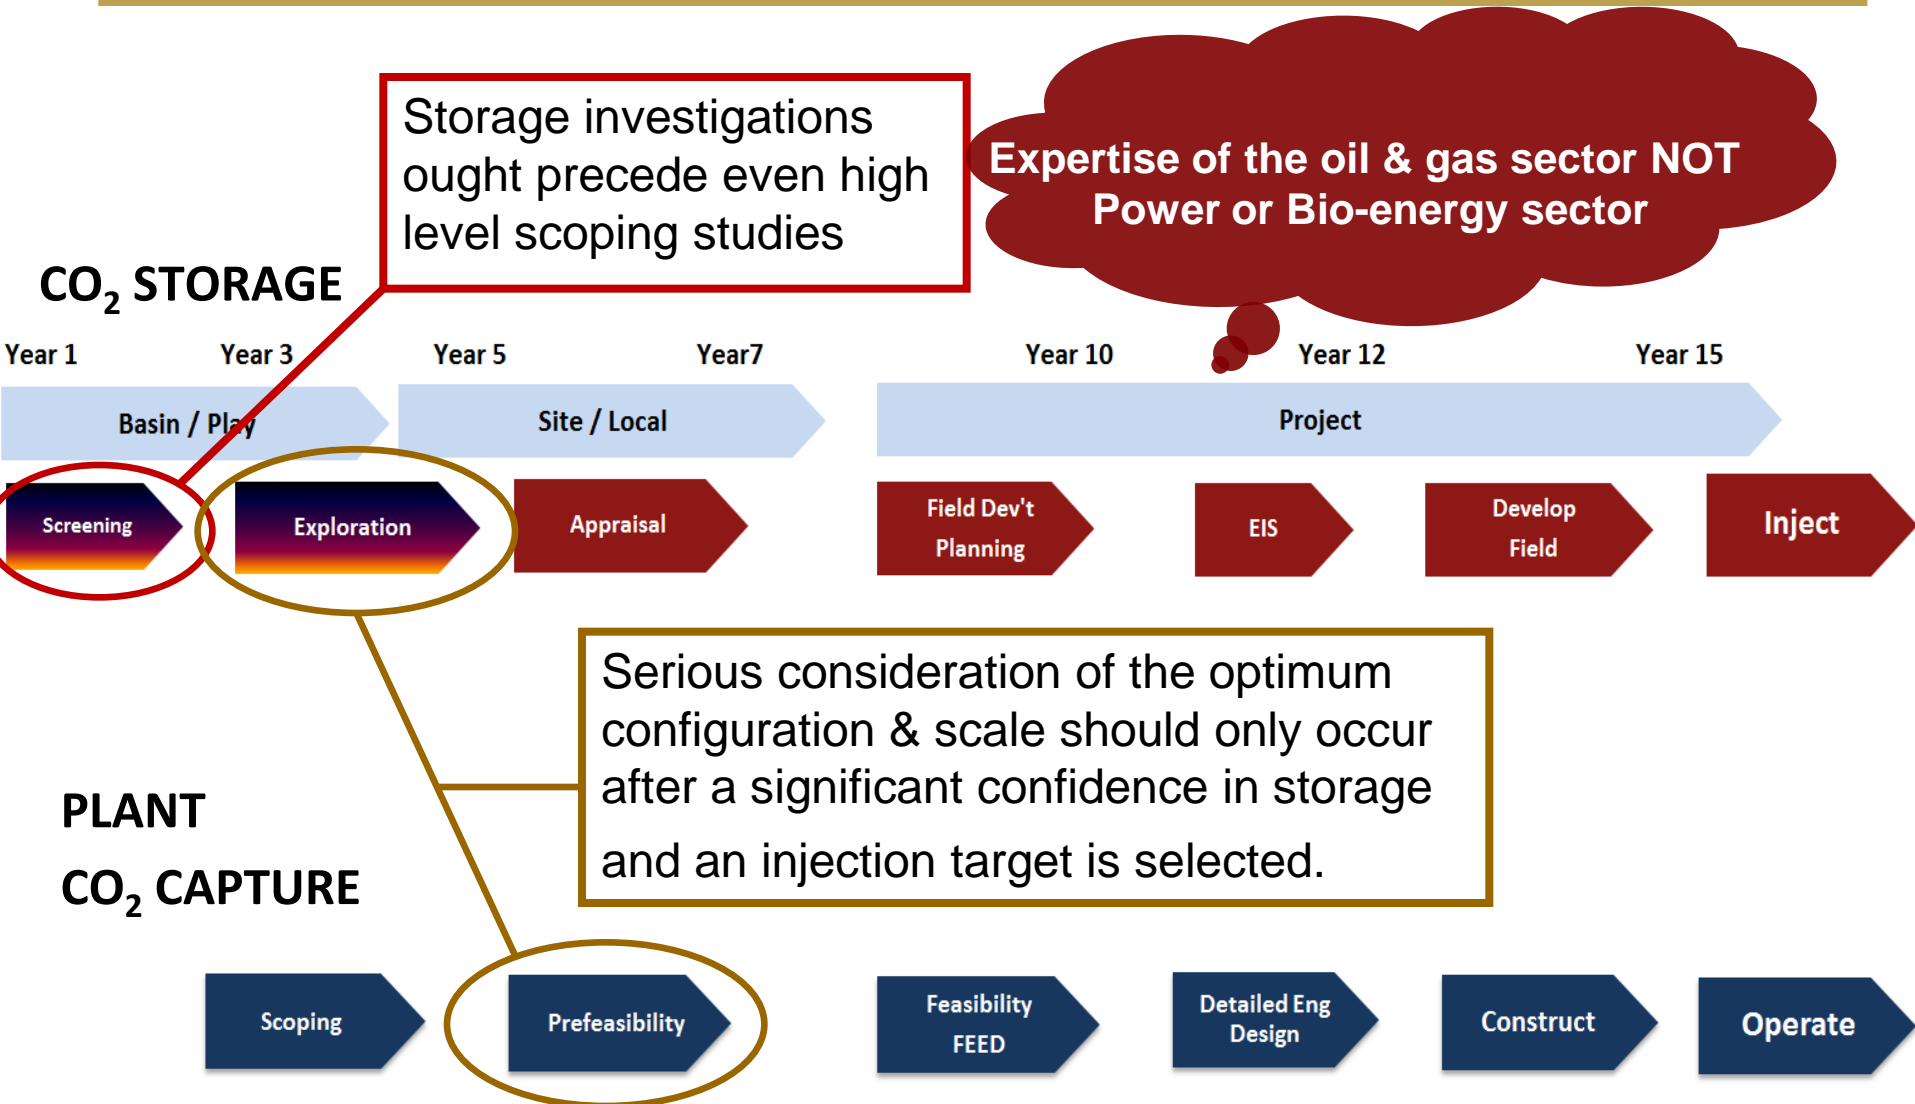 Storage investigations
ought precede even high
level scoping studies
Expertise of the oil & gas sector NOT
Power or Bio-energy sector
CO₂ STORAGE
Year 1 Year 3 Year 5 Year7 Year 10 Year 12 Year 15
Basin / Play Site / Local Project
Screening Exploration Appraisal
Field Dev't
Planning
EIS
Develop
Field
Inject
Serious consideration of the optimum
configuration & scale should only occur
after a significant confidence in storage
and an injection target is selected.
PLANT
CO₂ CAPTURE
Scoping Prefeasibility
Feasibility
FEED
Detailed Eng
Design
Construct
Operate